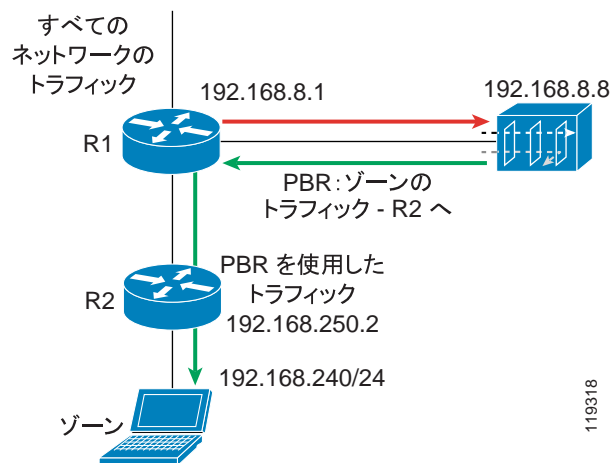 すべての
ネットワークの
トラフィック
192.168.8.1
192.168.8.8
R1
PBR：ゾーンの
トラフィック - R2 へ
PBR を使用した
トラフィック
R2
192.168.250.2
192.168.240/24
ゾーン
119318